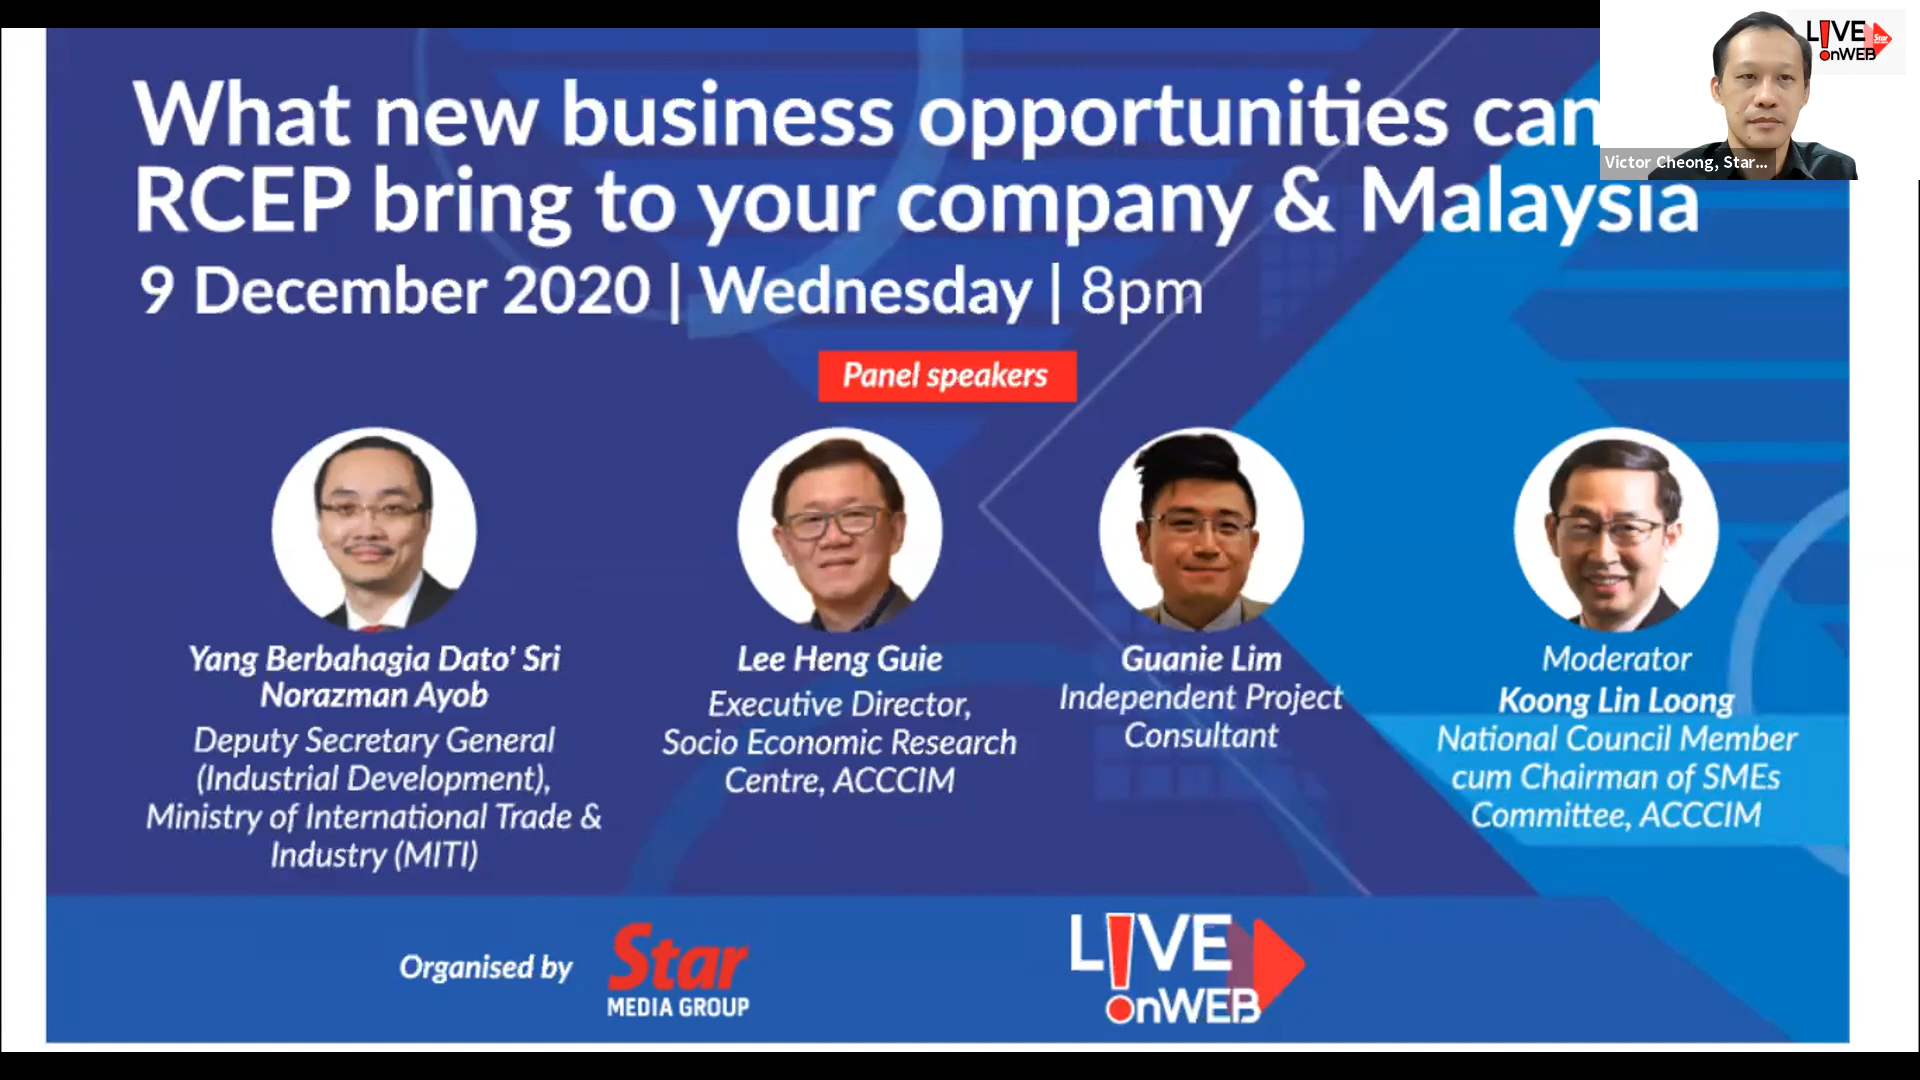 What new business opportunities can
RCEP bring to your company & Malaysia
9 December 2020 | Wednesday | 8pm
Panel speakers
Yang Berbahagia Dato' Sri
Norazman Ayob
Deputy Secretary General
(Industrial Development),
Ministry of International Trade &
Industry (MITI)
Lee Heng Guie
Executive Director,
Socio Economic Research
Centre, ACCCIM
Guanie Lim
Independent Project
Consultant
Moderator
Koong Lin Loong
National Council Member
cum Chairman of SMEs
Committee, ACCCIM
Organised by
Star
MEDIA GROUP
L!VE
onWEB
L!VE
Star
onWEB
Victor Cheong, Star...